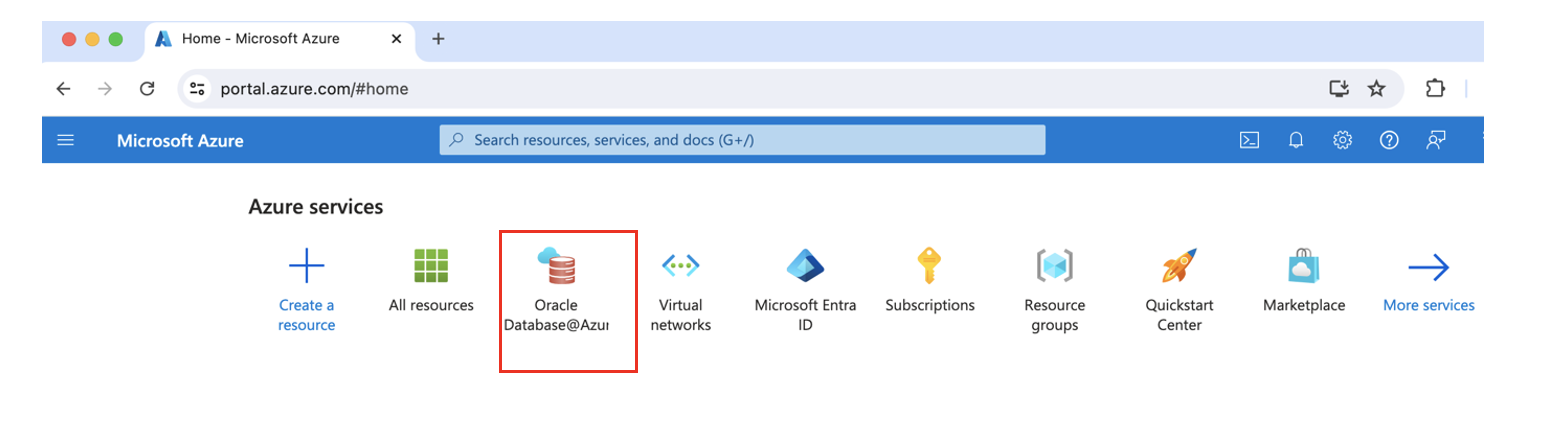 Home - Microsoft Azure
portal.azure.com/#home
Microsoft Azure
Search resources, services, and docs (G+/)
Azure services
Create a
resource
All resources
Oracle
Database@Azur
Virtual
networks
Microsoft Entra
ID
Subscriptions
Resource
groups
Quickstart
Center
Marketplace
More services